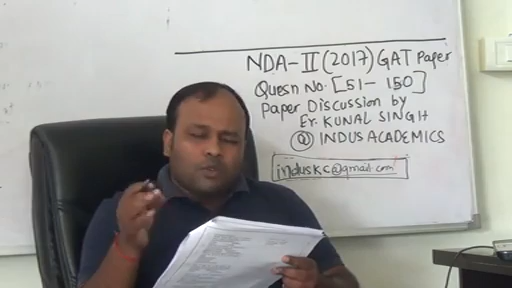 NDA-II (2017) GAT Paper
Quesn No. [51-150]
Paper Discussion by
Er. KUNAL SINGH
@ INDUS ACADEMICS
induskc@gmail.com